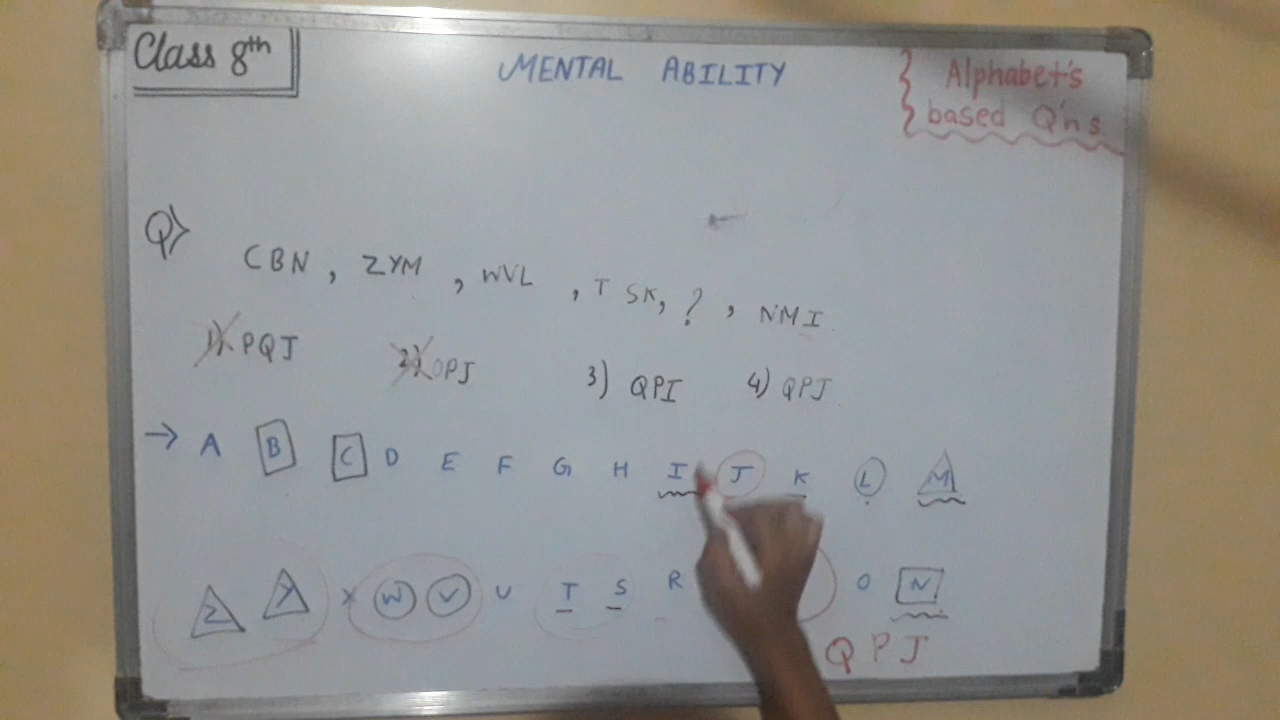 Class 8th
MENTAL ABILITY
Alphabet's
based Q'n s
Q> CBN, ZYM, WVL, TSK, ?, NMI
1) PQJ 2) OPJ 3) QPI 4) QPJ
→ A B C D E F G H I J K L M
Z Y X W V U T S R O N
QPJ